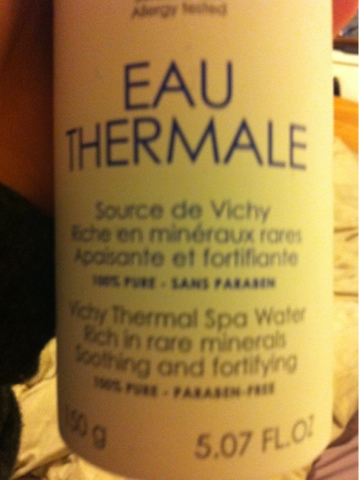 Allergy tested
EAU
THERMALE
Source de Vichy
Riche en minéraux rares
Apaisante et fortifiante
100% PURE - SANS PARABEN
Vichy Thermal Spa Water
Rich in rare minerals
Soothing and fortifying
100% PURE - PARABEN-FREE
150 g 5.07 FL.OZ